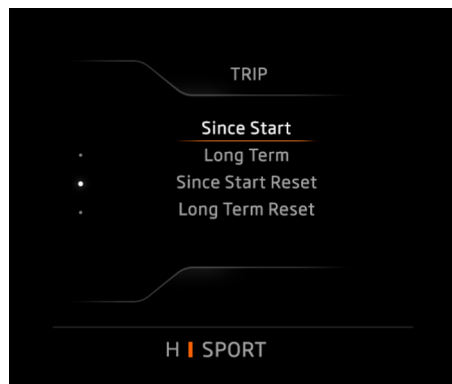 TRIP
Since Start
Long Term
Since Start Reset
Long Term Reset
H SPORT